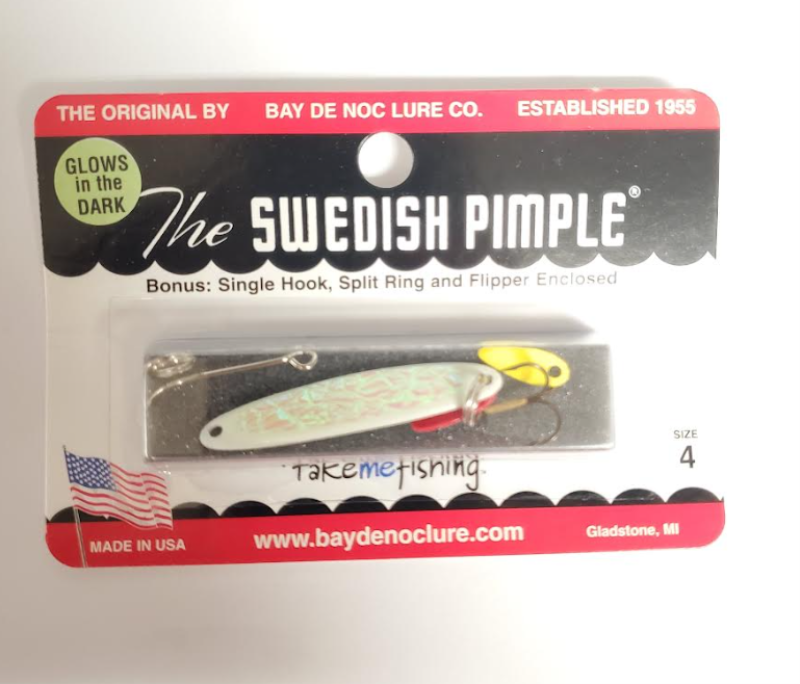 THE ORIGINAL BY BAY DE NOC LURE CO. ESTABLISHED 1955
GLOWS
in the
DARK
The SWEDISH PIMPLE®
Bonus: Single Hook, Split Ring and Flipper Enclosed
takemefishing
SIZE
4
MADE IN USA www.baydenoclure.com Gladstone, MI